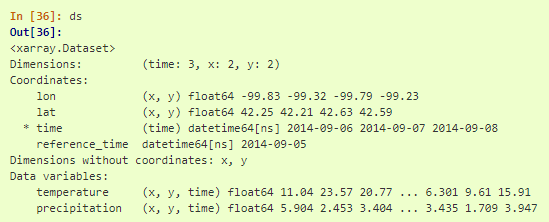 In [36]: ds
Out[36]:
<xarray.Dataset>
Dimensions:         (time: 3, x: 2, y: 2)
Coordinates:
    lon             (x, y) float64 -99.83 -99.32 -99.79 -99.23
    lat             (x, y) float64 42.25 42.21 42.63 42.59
  * time            (time) datetime64[ns] 2014-09-06 2014-09-07 2014-09-08
    reference_time  datetime64[ns] 2014-09-05
Dimensions without coordinates: x, y
Data variables:
    temperature     (x, y, time) float64 11.04 23.57 20.77 ... 6.301 9.61 15.91
    precipitation   (x, y, time) float64 5.904 2.453 3.404 ... 3.435 1.709 3.947